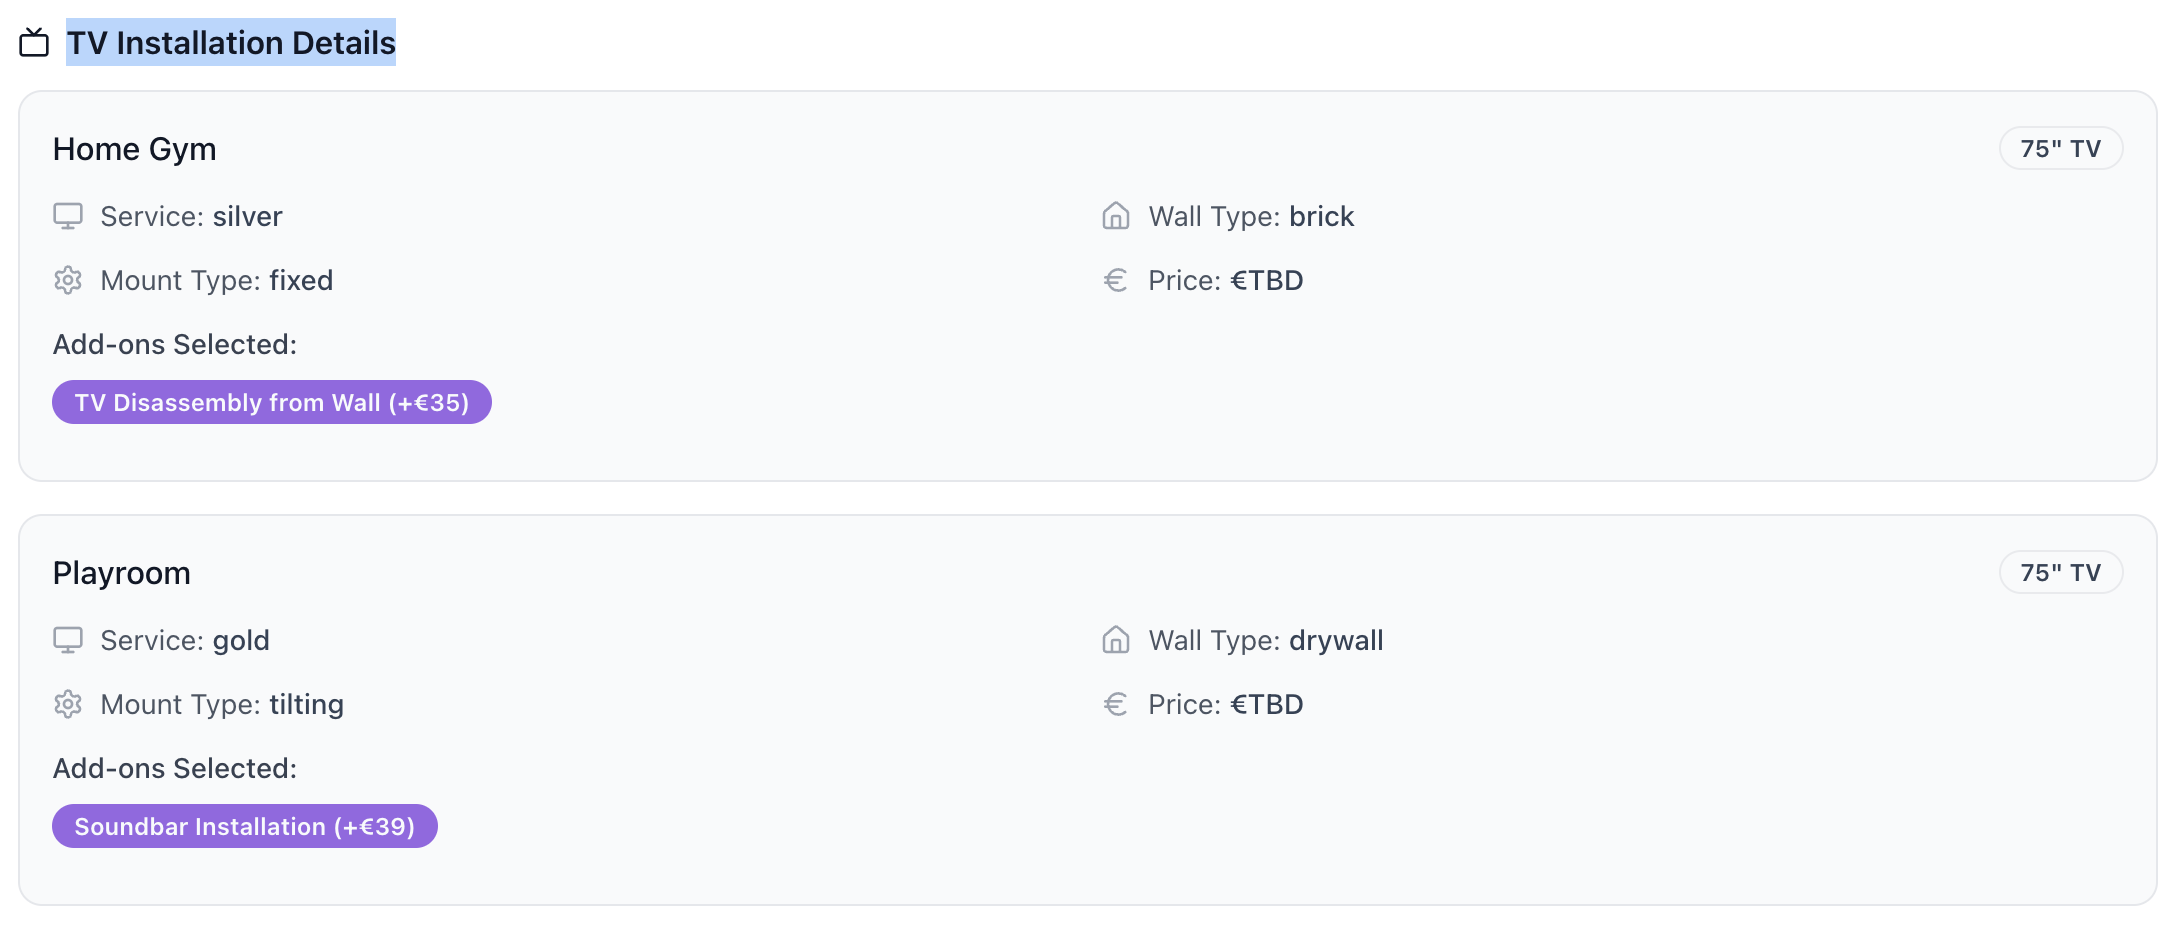 TV Installation Details
Home Gym
75" TV
Service: silver
Wall Type: brick
Mount Type: fixed
Price: €TBD
Add-ons Selected:
TV Disassembly from Wall (+€35)
Playroom
75" TV
Service: gold
Wall Type: drywall
Mount Type: tilting
Price: €TBD
Add-ons Selected:
Soundbar Installation (+€39)